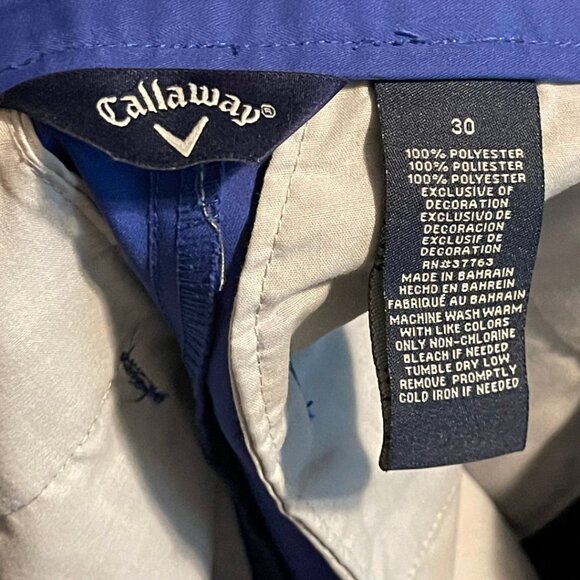 Callaway®
30
100% POLYESTER
100% POLYESTER
100% POLYESTER
EXCLUSIVE OF
DECORATION
EXCLUSIVO DE
DECORACION
EXCLUSIF DE
DECORATION
RN#37763
MADE IN BAHRAIN
HECHO EN BAHREIN
FABRIQUÉ AU BAHREIN
MACHINE WASH WARM
WITH LIKE COLORS
ONLY NON-CHLORINE
BLEACH IF NEEDED
TUMBLE DRY LOW
REMOVE PROMPTLY
COLD IRON IF NEEDED